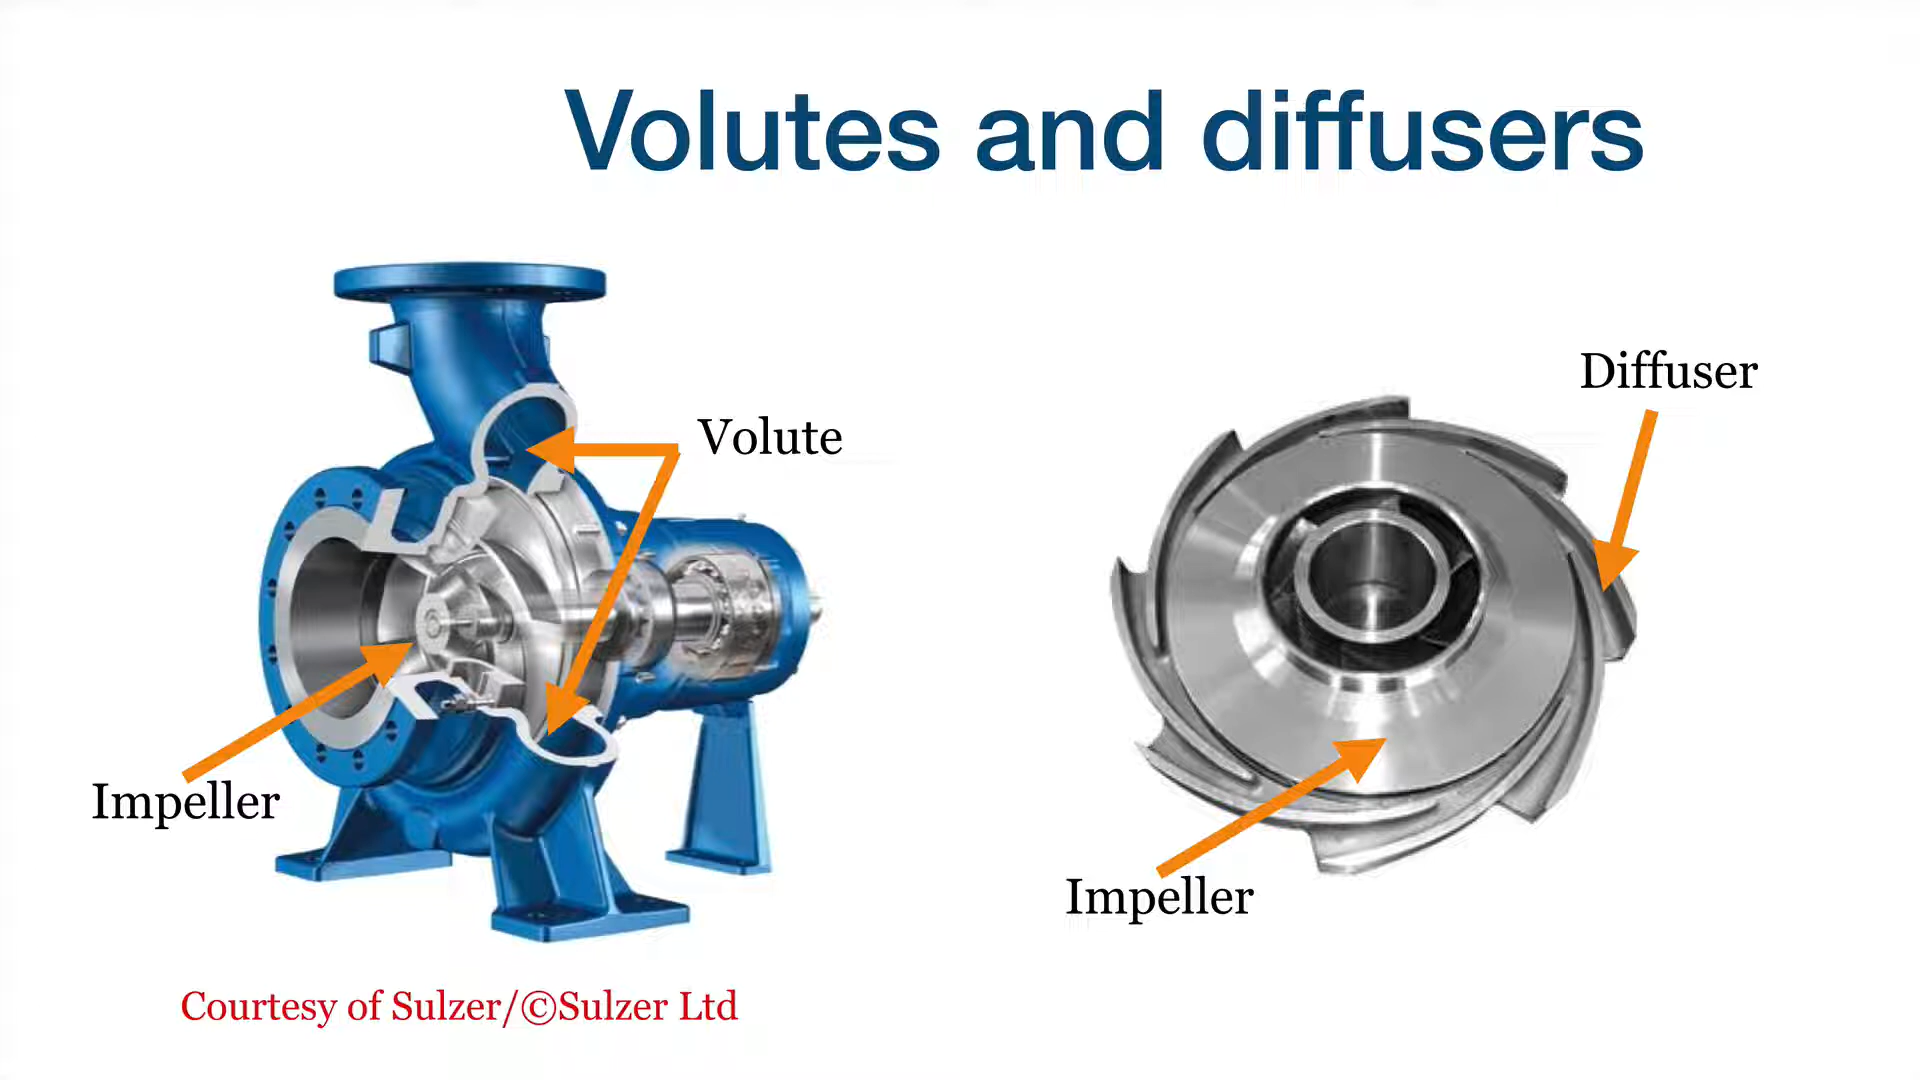 Volutes and diffusers
Volute
Impeller
Diffuser
Impeller
Courtesy of Sulzer/©Sulzer Ltd